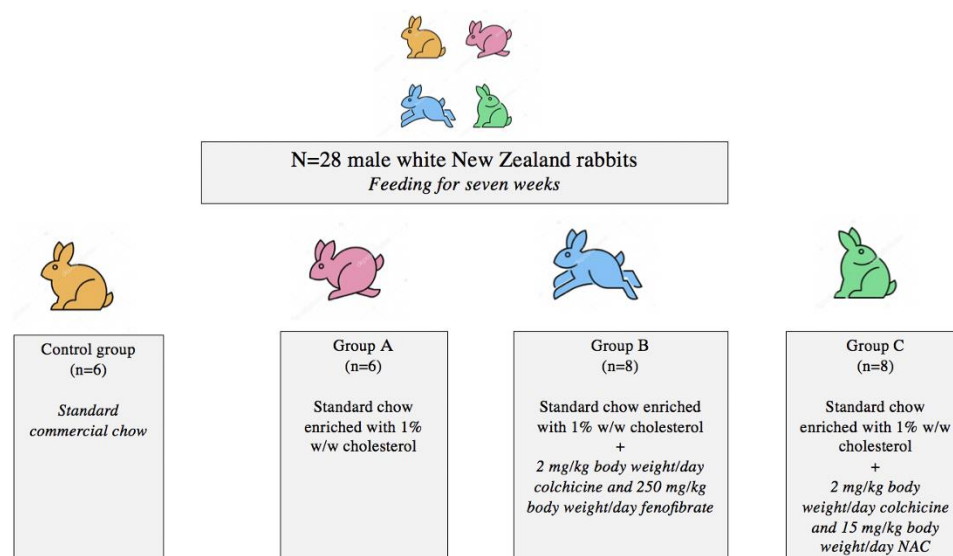 N=28 male white New Zealand rabbits
Feeding for seven weeks
Control group
(n=6)
Standard
commercial chow
Group A
(n=6)
Standard chow
enriched with 1%
w/w cholesterol
Group B
(n=8)
Standard chow enriched
with 1% w/w cholesterol
+
2 mg/kg body weight/day
colchicine and 250 mg/kg
body weight/day fenofibrate
Group C
(n=8)
Standard chow
enriched with 1% w/w
cholesterol
+
2 mg/kg body
weight/day colchicine
and 15 mg/kg body
weight/day NAC